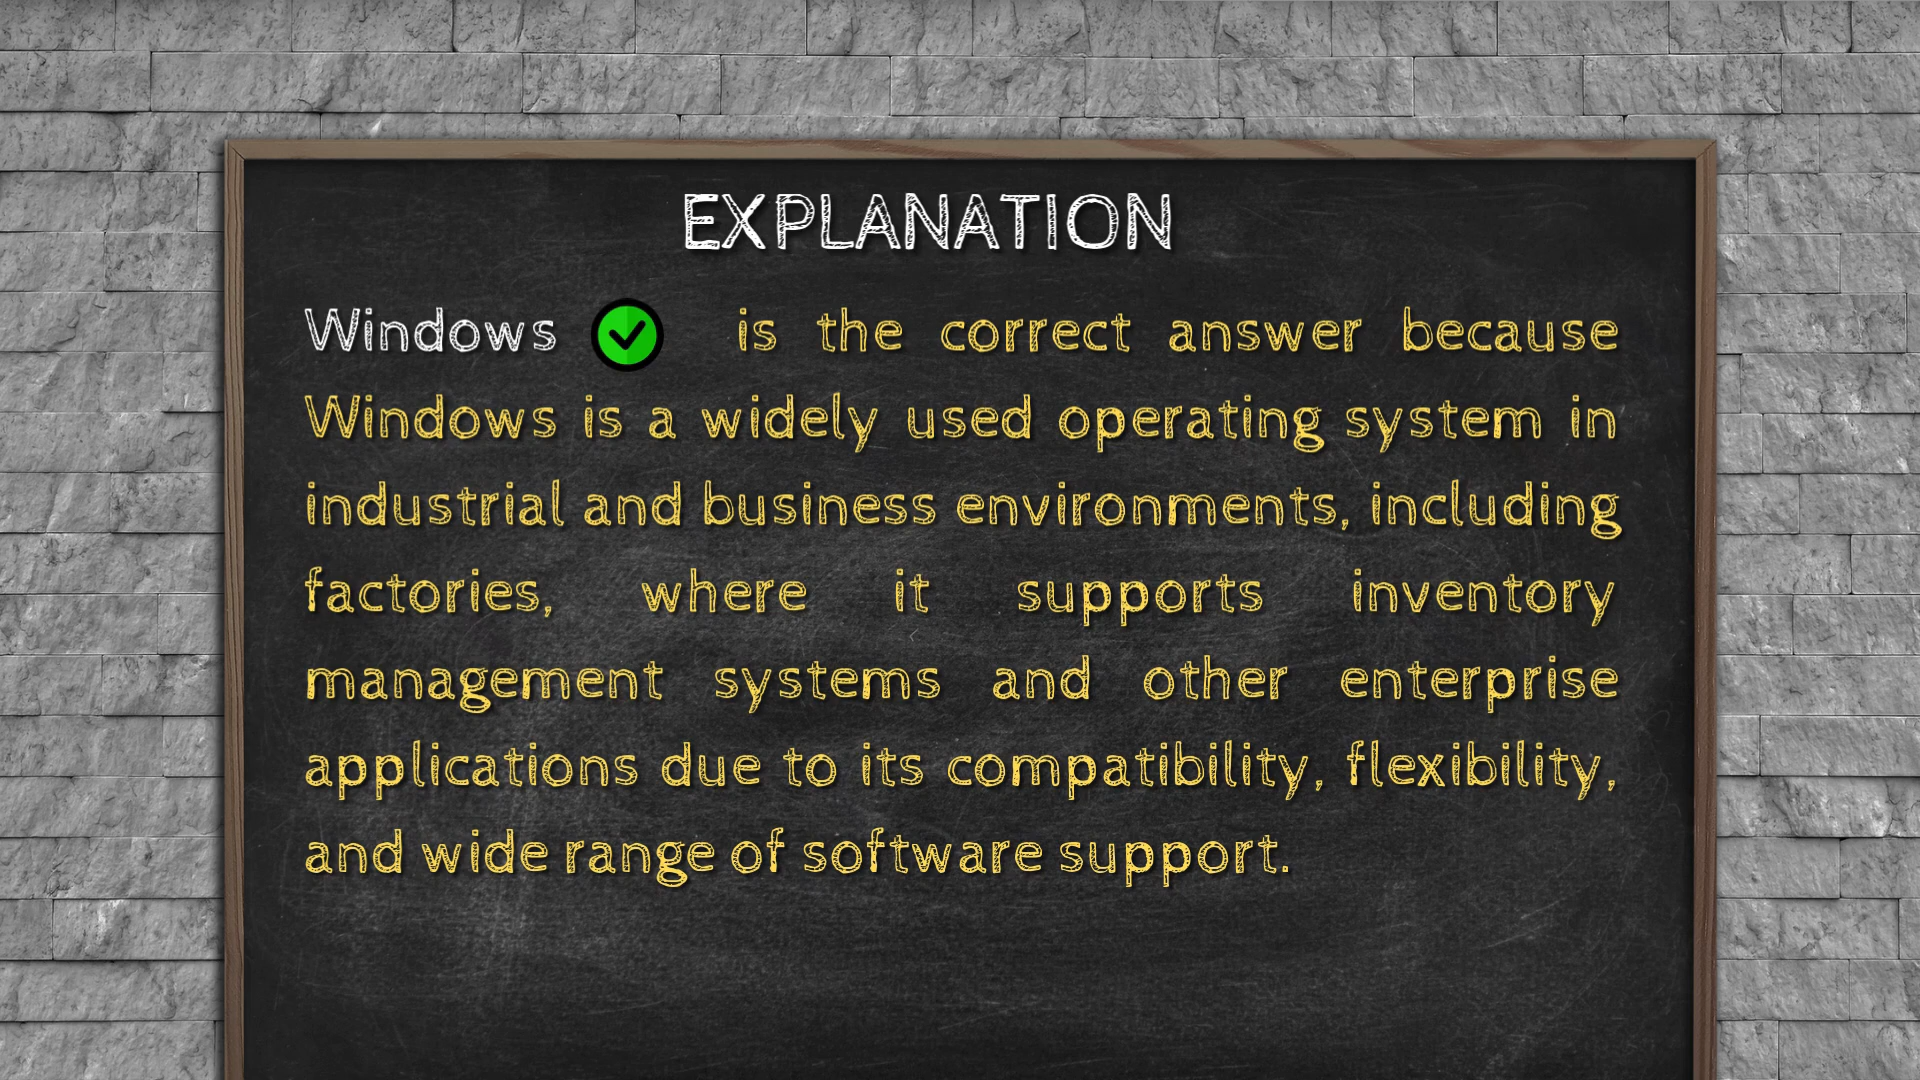 EXPLANATION
Windows is the correct answer because
Windows is a widely used operating system in
industrial and business environments, including
factories, where it supports inventory
management systems and other enterprise
applications due to its compatibility, flexibility,
and wide range of software support.